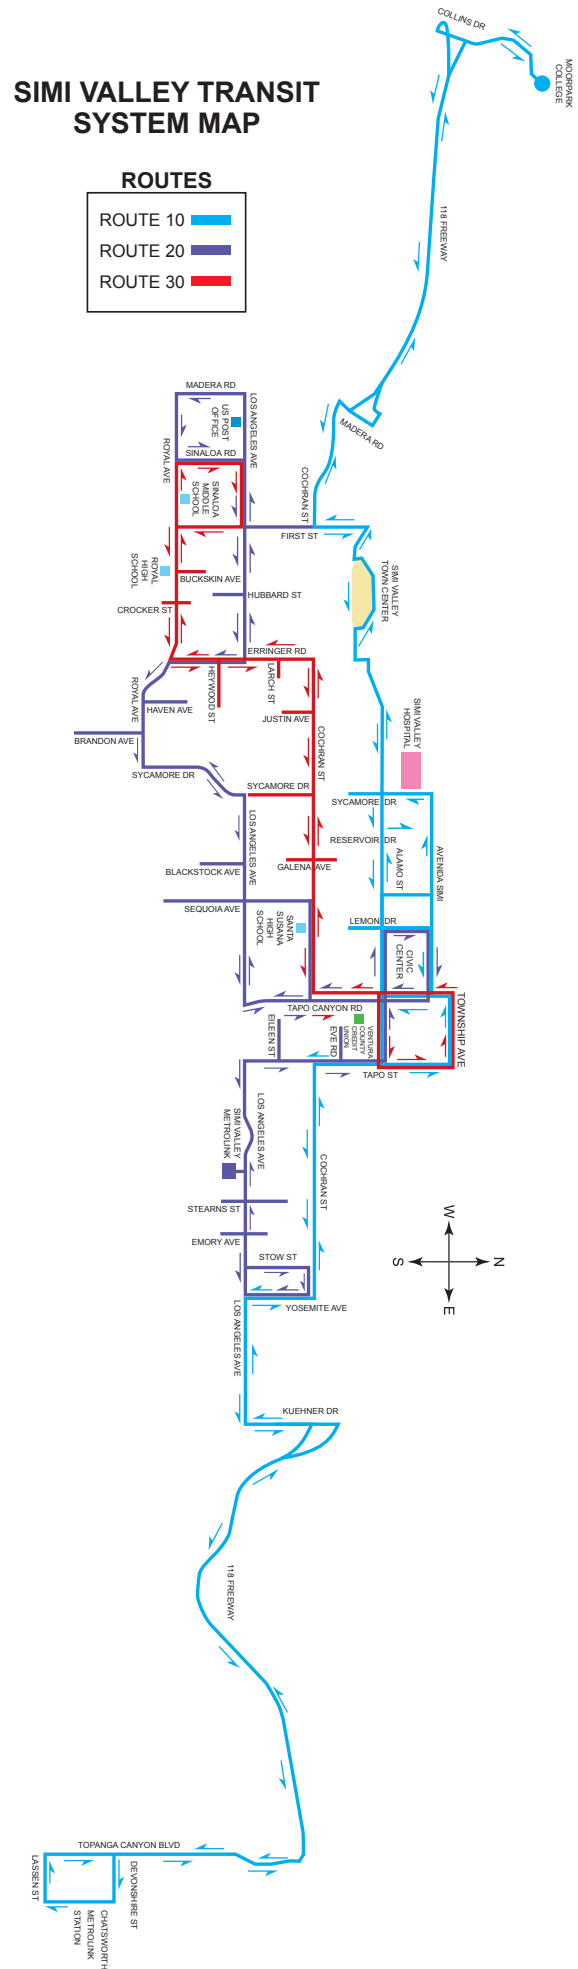 SIMI VALLEY TRANSIT
SYSTEM MAP
ROUTES
ROUTE 10
ROUTE 20
ROUTE 30
COLLINS DR
MOORPARK
COLLEGE
118 FREEWAY
MADERA RD
MADERA RD
LOS ANGELES AVE
US POST
OFFICE
ROYAL AVE
SINALOA RD
SINALOA
MIDDLE
SCHOOL
COCHRAN ST
FIRST ST
SIMI VALLEY
TOWN CENTER
ROYAL
HIGH
SCHOOL
BUCKSKIN AVE
HUBBARD ST
CROCKER ST
ERRINGER RD
LARCH ST
HEYWOOD ST
ROYAL AVE
HAVEN AVE
JUSTIN AVE
BRANDON AVE
COCHRAN ST
SIMI VALLEY
HOSPITAL
SYCAMORE DR
SYCAMORE DR
SYCAMORE DR
LOS ANGELES AVE
RESERVOIR DR
ALAMO ST
AVENIDA SIMI
BLACKSTOCK AVE
GALENA AVE
SEQUOIA AVE
SANTA
SUSANA
HIGH
SCHOOL
LEMON DR
CIVIC
CENTER
TOWNSHIP AVE
TAPO CANYON RD
EILEEN ST
EVE RD
VENTURA
COUNTY
CREDIT
UNION
TAPO ST
LOS ANGELES AVE
SIMI VALLEY
METROLINK
COCHRAN ST
STEARNS ST
EMORY AVE
STOW ST
W
N
S
E
LOS ANGELES AVE
YOSEMITE AVE
KUEHNER DR
118 FREEWAY
TOPANGA CANYON BLVD
LASSEN ST
DEVONSHIRE ST
CHATSWORTH
METROLINK
STATION